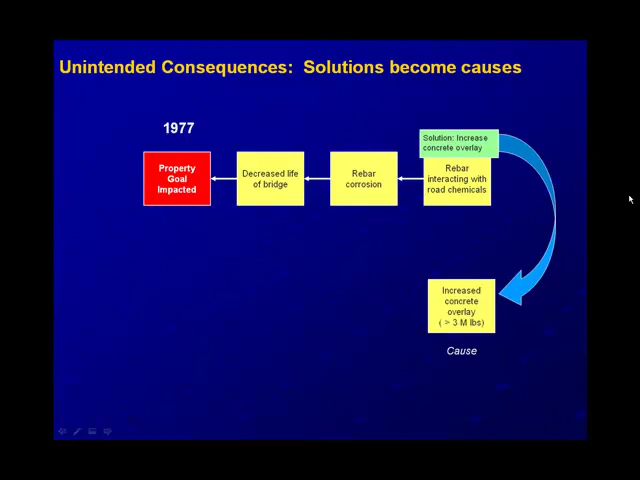 Unintended Consequences:  Solutions become causes
1977
Solution: Increase
concrete overlay
Property
Goal
Impacted
Decreased life
of bridge
Rebar
corrosion
Rebar
interacting with
road chemicals
Increased
concrete
overlay
( > 3 M lbs)
Cause